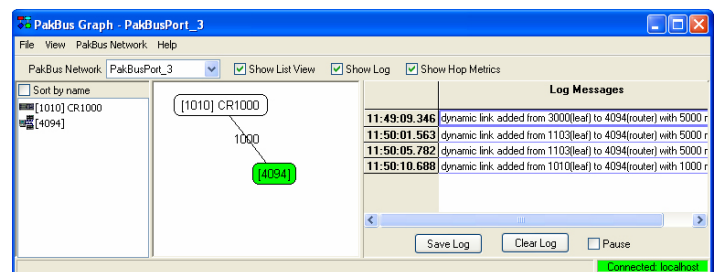 PakBus Graph - PakBusPort_3
File View PakBus Network Help
PakBus Network PakBusPort_3 Show List View Show Log Show Hop Metrics
Sort by name
[1010] CR1000
[4094]
[1010] CR1000
1000
[4094]
Log Messages
11:49:09.346 dynamic link added from 3000(leaf) to 4094(router) with 5000 r
11:50:01.563 dynamic link added from 1103(leaf) to 4094(router) with 5000 r
11:50:05.782 dynamic link added from 1103(leaf) to 4094(router) with 5000 r
11:50:10.688 dynamic link added from 1010(leaf) to 4094(router) with 1000 r
Save Log Clear Log Pause
Connected: localhost